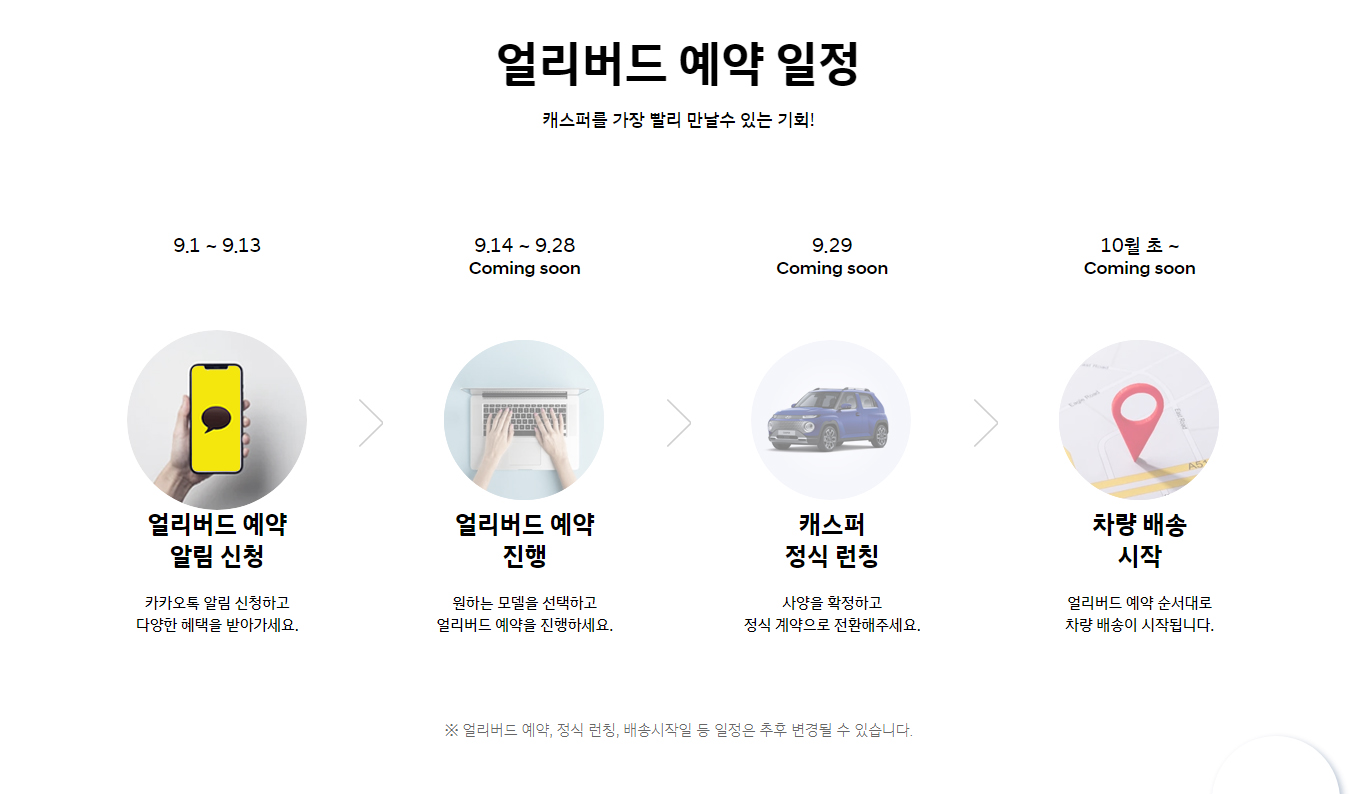 얼리버드 예약 일정
캐스퍼를 가장 빨리 만날수 있는 기회!
9.1 ~ 9.13
얼리버드 예약
알림 신청
카카오톡 알림 신청하고
다양한 혜택을 받아가세요.
9.14 ~ 9.28
Coming soon
얼리버드 예약
진행
원하는 모델을 선택하고
얼리버드 예약을 진행하세요.
9.29
Coming soon
캐스퍼
정식 런칭
사양을 확정하고
정식 계약으로 전환해주세요.
10월 초 ~
Coming soon
A51
차량 배송
시작
얼리버드 예약 순서대로
차량 배송이 시작됩니다.
※ 얼리버드 예약, 정식 런칭, 배송시작일 등 일정은 추후 변경될 수 있습니다.